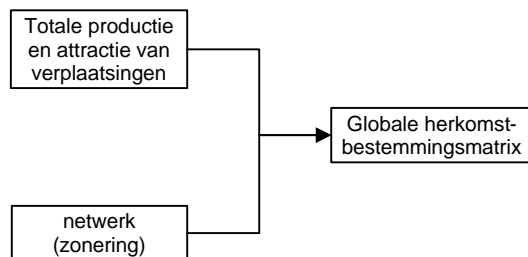 Totale productie
en attractie van
verplaatsingen
Globale herkomst-
bestemmingsmatrix
netwerk
(zonering)